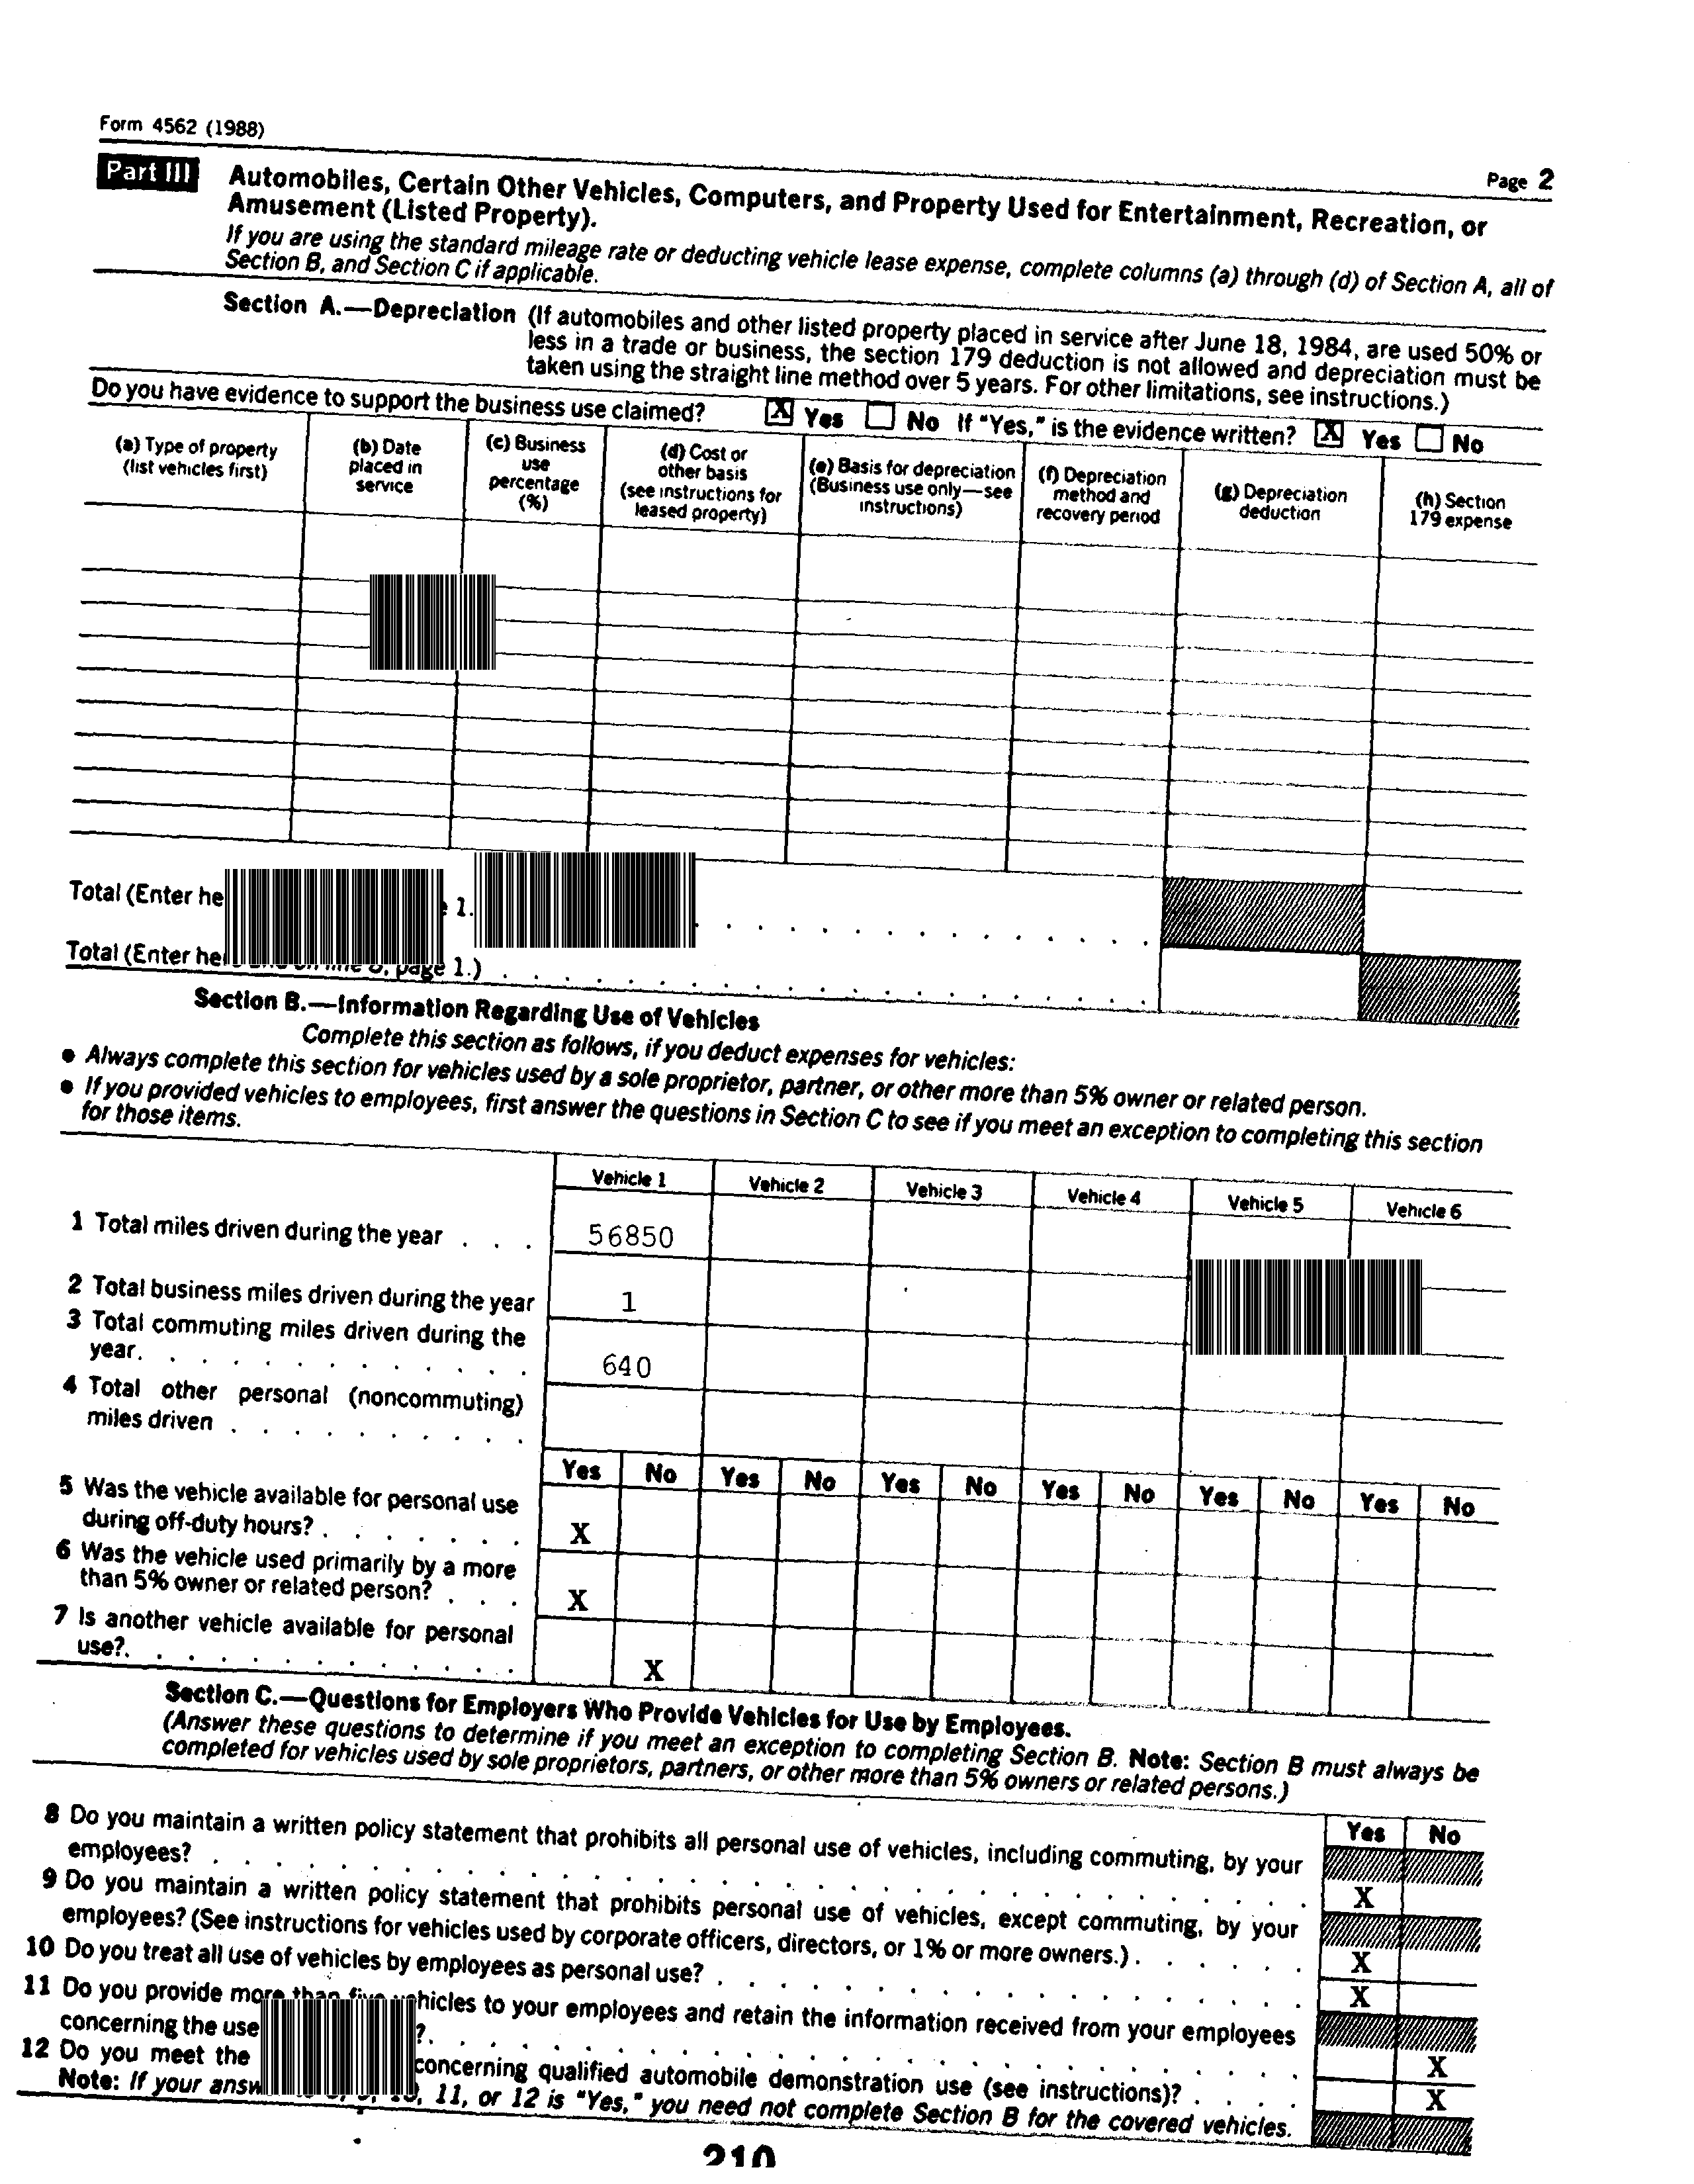 Form 4562 (1988)
Page 2
Part III Automobiles, Certain Other Vehicles, Computers, and Property Used for Entertainment, Recreation, or
Amusement (Listed Property).
If you are using the standard mileage rate or deducting vehicle lease expense, complete columns (a) through (d) of Section A, all of
Section B, and Section C if applicable.
Section A.—Depreciation (If automobiles and other listed property placed in service after June 18, 1984, are used 50% or
less in a trade or business, the section 179 deduction is not allowed and depreciation must be
taken using the straight line method over 5 years. For other limitations, see instructions.)
Do you have evidence to support the business use claimed? X Yes No If "Yes," is the evidence written? X Yes No
(a) Type of property
(list vehicles first)
(b) Date
placed in
service
(c) Business
use
percentage
(%)
(d) Cost or
other basis
(see instructions for
leased property)
(e) Basis for depreciation
(Business use only—see
instructions)
(f) Depreciation
method and
recovery period
(g) Depreciation
deduction
(h) Section
179 expense
Total (Enter he 1.
Total (Enter page 1.)
Section B.—Information Regarding Use of Vehicles
Complete this section as follows, if you deduct expenses for vehicles:
● Always complete this section for vehicles used by a sole proprietor, partner, or other more than 5% owner or related person.
● If you provided vehicles to employees, first answer the questions in Section C to see if you meet an exception to completing this section
for those items.
Vehicle 1 Vehicle 2 Vehicle 3 Vehicle 4 Vehicle 5 Vehicle 6
1 Total miles driven during the year . . . 56850
2 Total business miles driven during the year 1
3 Total commuting miles driven during the
year. . . . . . . . . . . . . 640
4 Total other personal (noncommuting)
miles driven . . . . . . . . . .
Yes No Yes No Yes No Yes No Yes No Yes No
5 Was the vehicle available for personal use
during off-duty hours? . . . . . . . X
6 Was the vehicle used primarily by a more
than 5% owner or related person? . . . X
7 Is another vehicle available for personal
use?. . . . . . . . . . . . . X
Section C.—Questions for Employers Who Provide Vehicles for Use by Employees.
(Answer these questions to determine if you meet an exception to completing Section B. Note: Section B must always be
completed for vehicles used by sole proprietors, partners, or other more than 5% owners or related persons.)
Yes No
8 Do you maintain a written policy statement that prohibits all personal use of vehicles, including commuting, by your
employees? . . . . . . . . . . X
9 Do you maintain a written policy statement that prohibits personal use of vehicles, except commuting, by your
employees? (See instructions for vehicles used by corporate officers, directors, or 1% or more owners.) . . . . . . X
10 Do you treat all use of vehicles by employees as personal use? . . . . . . . . . . X
11 Do you provide more than five vehicles to your employees and retain the information received from your employees
concerning the use ?. . . . . . . . . . X
12 Do you meet the concerning qualified automobile demonstration use (see instructions)? . . . . X
Note: If your answ 11, or 12 is "Yes," you need not complete Section B for the covered vehicles.
210